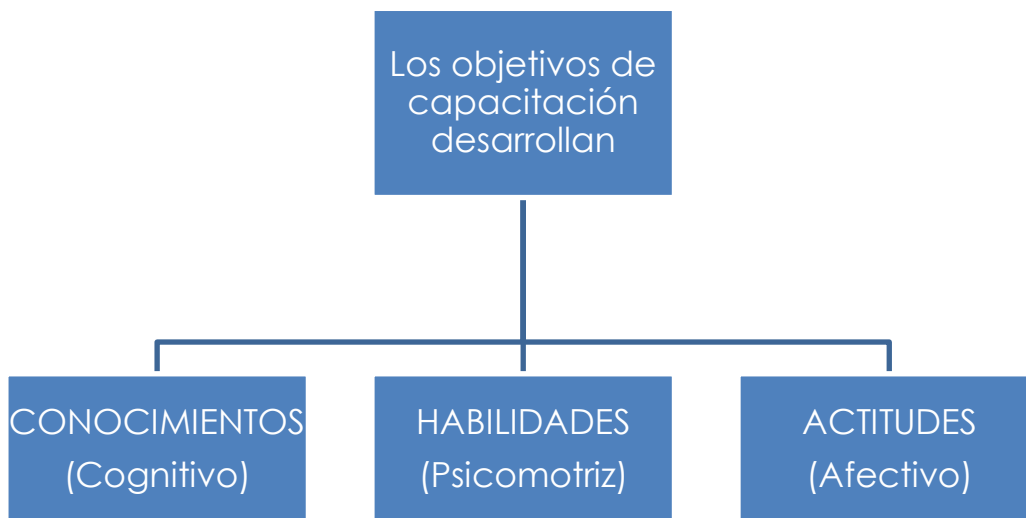 Los objetivos de
capacitación
desarrollan
CONOCIMIENTOS
(Cognitivo)
HABILIDADES
(Psicomotriz)
ACTITUDES
(Afectivo)